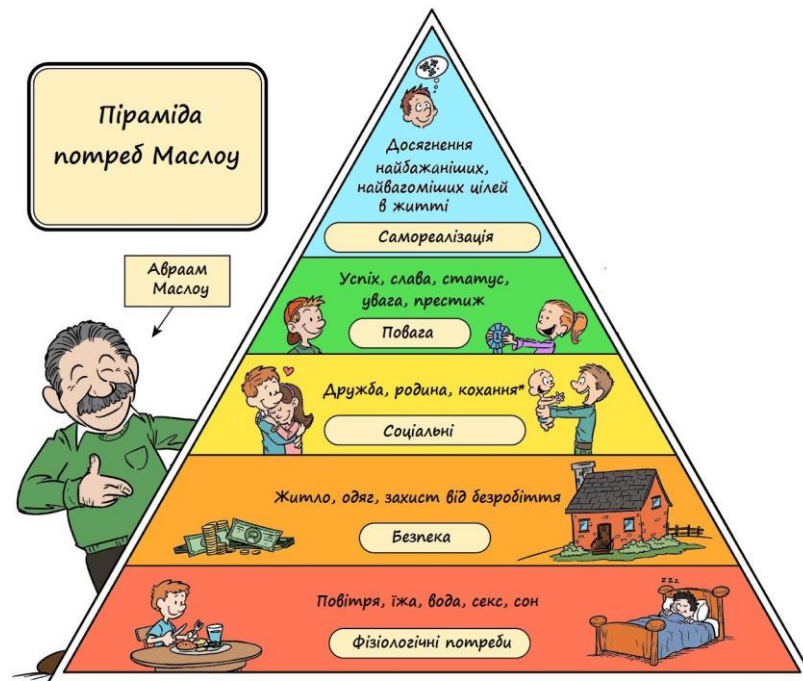 Піраміда
потреб Маслоу
Авраам
Маслоу
Досягнення
найбажаніших,
найвагоміших цілей
в житті
Самореалізація
Успіх, слава, статус,
увага, престиж
Повага
Дружба, родина, кохання*
Соціальні
Житло, одяг, захист від безробіття
Безпека
Повітря, їжа, вода, секс, сон
Фізіологічні потреби
zzz